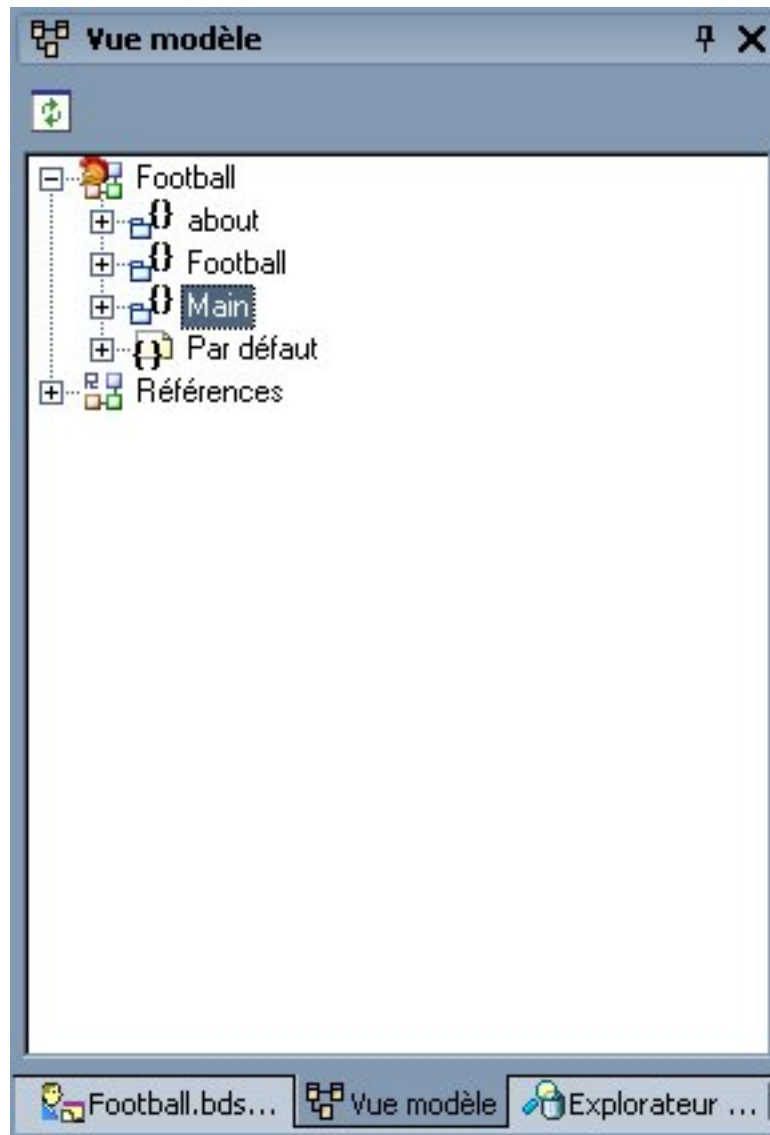 Vue modèle
Football
about
Football
Main
Par défaut
Références
Football.bds... Vue modèle Explorateur ...